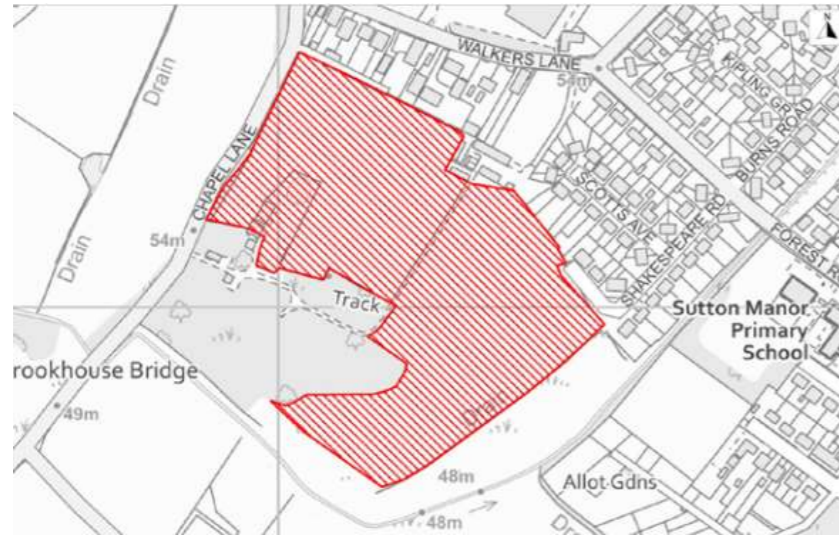 WALKERS LANE
54m
KIPLING GR
BURNS ROAD
Drain
CHAPEL LANE
SCOTTS AVE
SHAKESPEARE RD
FOREST
54m
Drain
Track
Sutton Manor
Primary
School
rookhouse Bridge
49m
Drain
48m
Allot Gdns
48m